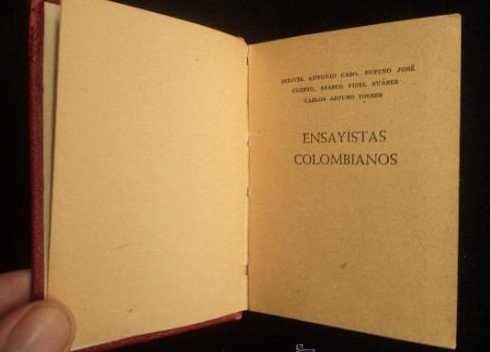 MIGUEL ANTONIO CARO, RUFINO JOSÉ
CUERVO, MARCO FIDEL SUÁREZ
CARLOS ARTURO TORRES
ENSAYISTAS
COLOMBIANOS